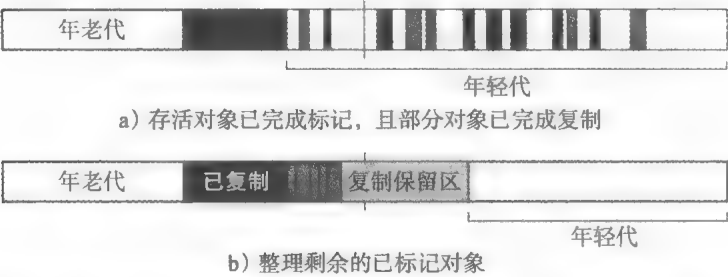 年老代
年轻代
a）存活对象已完成标记，且部分对象已完成复制
年老代 已复制 复制保留区
年轻代
b）整理剩余的已标记对象